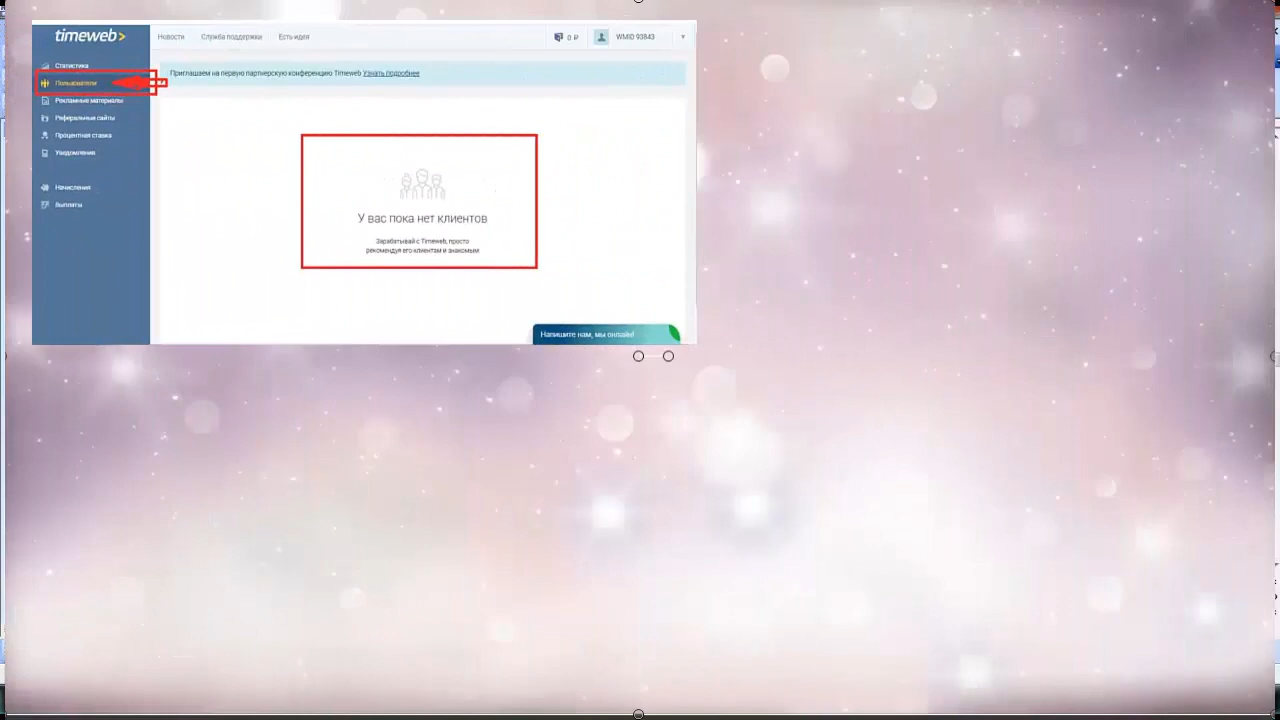 timeweb>
Новости Служба поддержки Есть идея
0 ₽ WMID 93843
Статистика
Пользователи
Рекламные материалы
Реферальные сайты
Процентная ставка
Уведомления
Начисления
Выплаты
Приглашаем на первую партнерскую конференцию Timeweb Узнать подробнее
У вас пока нет клиентов
Зарабатывай с Timeweb, просто
рекомендуя его клиентам и знакомым
Напишите нам, мы онлайн!